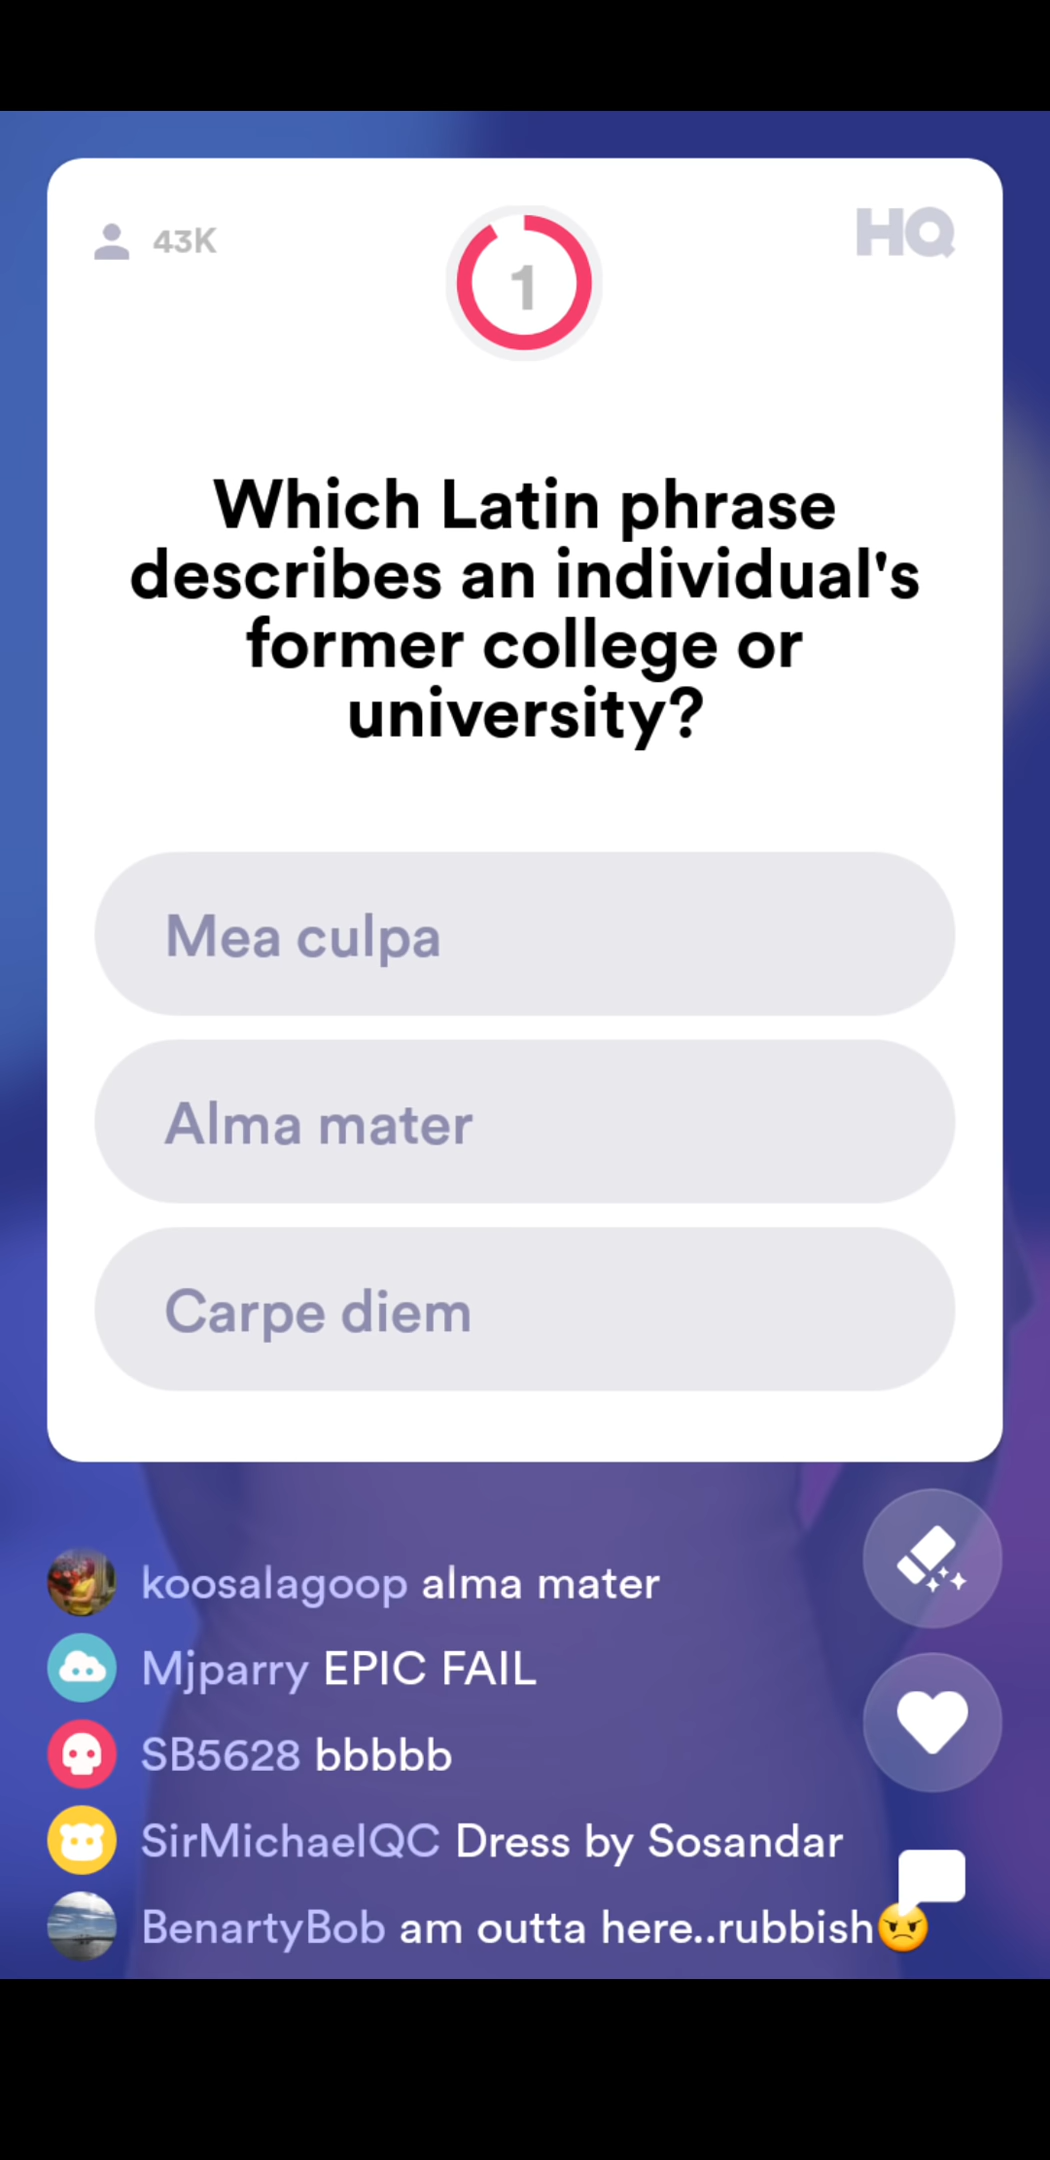 43K
1
HQ
Which Latin phrase
describes an individual's
former college or
university?
Mea culpa
Alma mater
Carpe diem
koosalagoop alma mater
Mjparry EPIC FAIL
SB5628 bbbbb
SirMichaelQC Dress by Sosandar
BenartyBob am outta here..rubbish😠